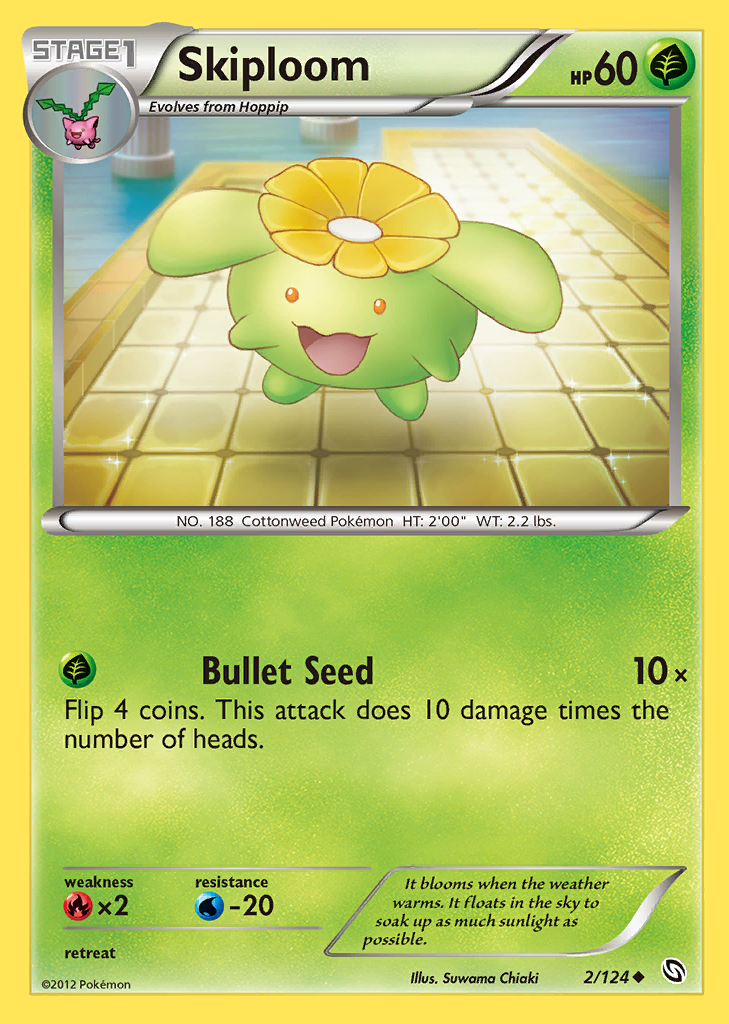 STAGE1
Skiploom
HP60
Evolves from Hoppip
NO. 188 Cottonweed Pokémon HT: 2'00" WT: 2.2 lbs.
Bullet Seed 10×
Flip 4 coins. This attack does 10 damage times the
number of heads.
weakness resistance
×2 -20
retreat
It blooms when the weather
warms. It floats in the sky to
soak up as much sunlight as
possible.
©2012 Pokémon
Illus. Suwama Chiaki 2/124